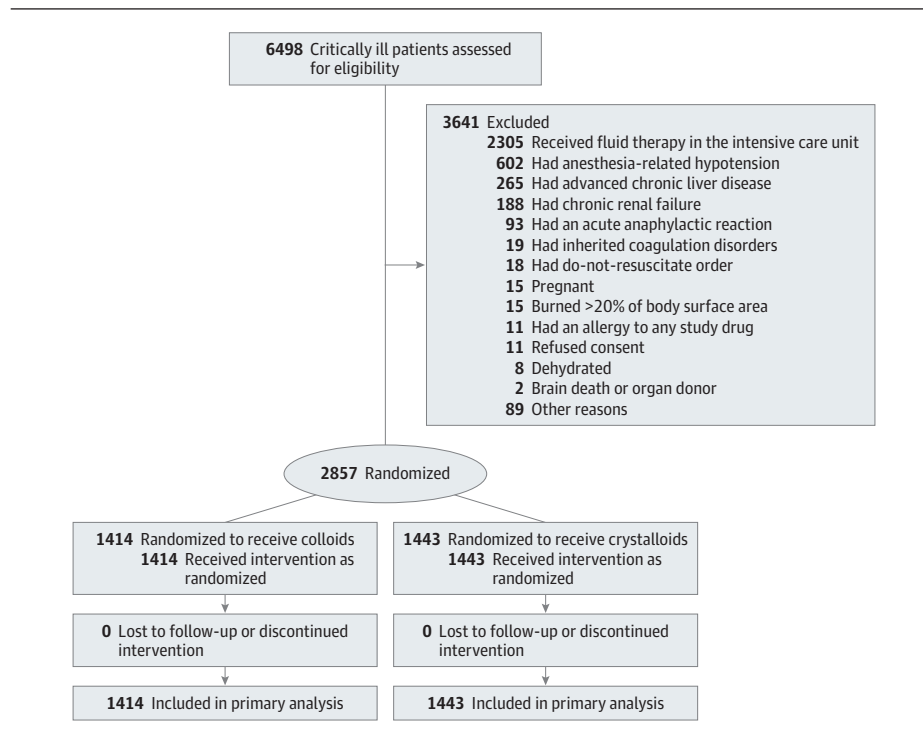 6498 Critically ill patients assessed
for eligibility
3641 Excluded
2305 Received fluid therapy in the intensive care unit
602 Had anesthesia-related hypotension
265 Had advanced chronic liver disease
188 Had chronic renal failure
93 Had an acute anaphylactic reaction
19 Had inherited coagulation disorders
18 Had do-not-resuscitate order
15 Pregnant
15 Burned >20% of body surface area
11 Had an allergy to any study drug
11 Refused consent
8 Dehydrated
2 Brain death or organ donor
89 Other reasons
2857 Randomized
1414 Randomized to receive colloids
1414 Received intervention as
randomized
1443 Randomized to receive crystalloids
1443 Received intervention as
randomized
0 Lost to follow-up or discontinued
intervention
0 Lost to follow-up or discontinued
intervention
1414 Included in primary analysis
1443 Included in primary analysis